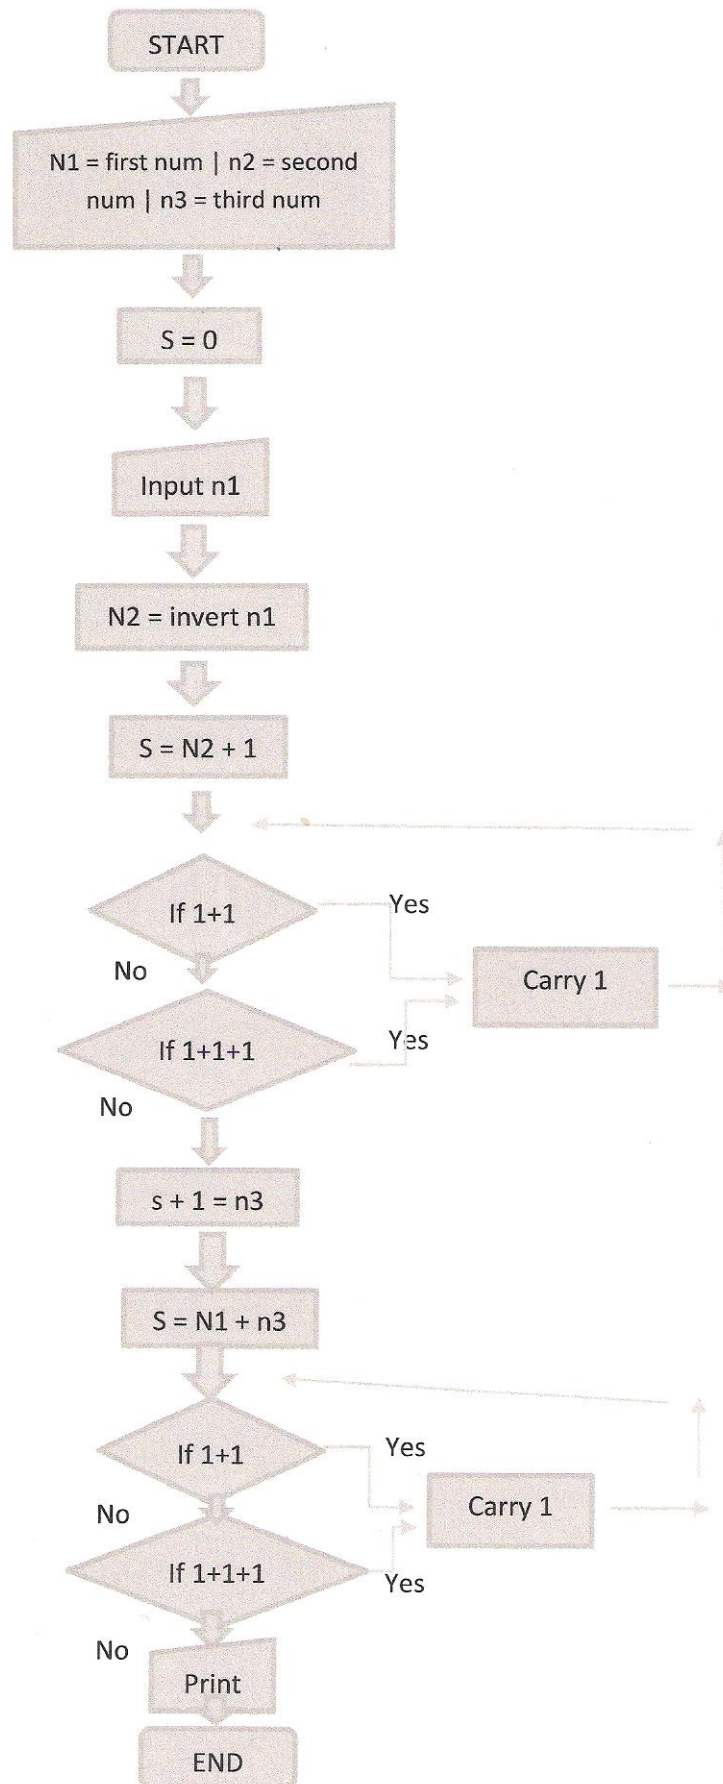 START
N1 = first num | n2 = second
num | n3 = third num
S = 0
Input n1
N2 = invert n1
S = N2 + 1
If 1+1
Yes
No
Carry 1
If 1+1+1
Yes
No
s + 1 = n3
S = N1 + n3
If 1+1
Yes
No
Carry 1
If 1+1+1
Yes
No
Print
END